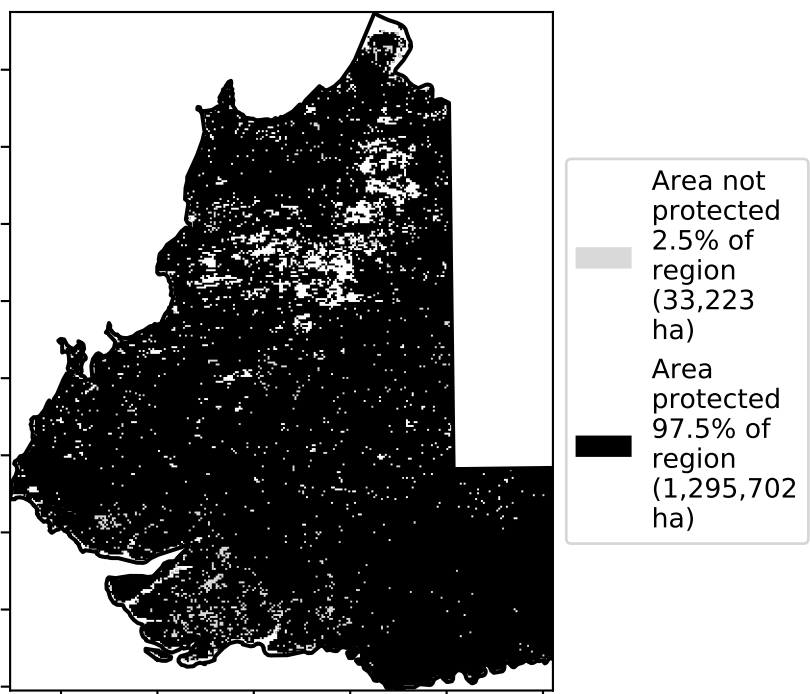 Area not
protected
2.5% of
region
(33,223
ha)
Area
protected
97.5% of
region
(1,295,702
ha)